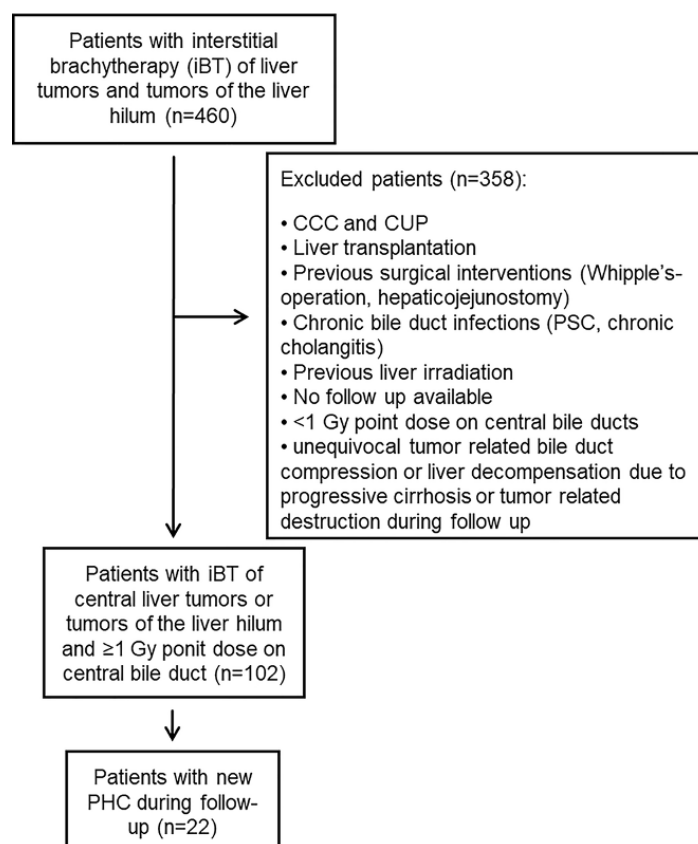 Patients with interstitial
brachytherapy (iBT) of liver
tumors and tumors of the liver
hilum (n=460)
Excluded patients (n=358):
• CCC and CUP
• Liver transplantation
• Previous surgical interventions (Whipple's-
operation, hepaticojejunostomy)
• Chronic bile duct infections (PSC, chronic
cholangitis)
• Previous liver irradiation
• No follow up available
• <1 Gy point dose on central bile ducts
• unequivocal tumor related bile duct
compression or liver decompensation due to
progressive cirrhosis or tumor related
destruction during follow up
Patients with iBT of
central liver tumors or
tumors of the liver hilum
and ≥1 Gy ponit dose on
central bile duct (n=102)
Patients with new
PHC during follow-
up (n=22)